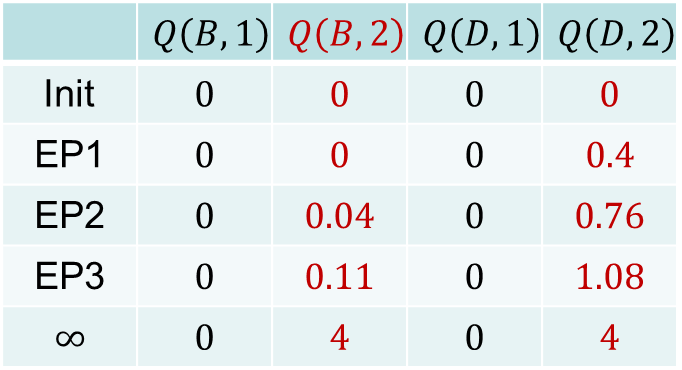 Q(B, 1) Q(B, 2) Q(D, 1) Q(D, 2)
Init 0 0 0 0
EP1 0 0 0 0.4
EP2 0 0.04 0 0.76
EP3 0 0.11 0 1.08
∞ 0 4 0 4